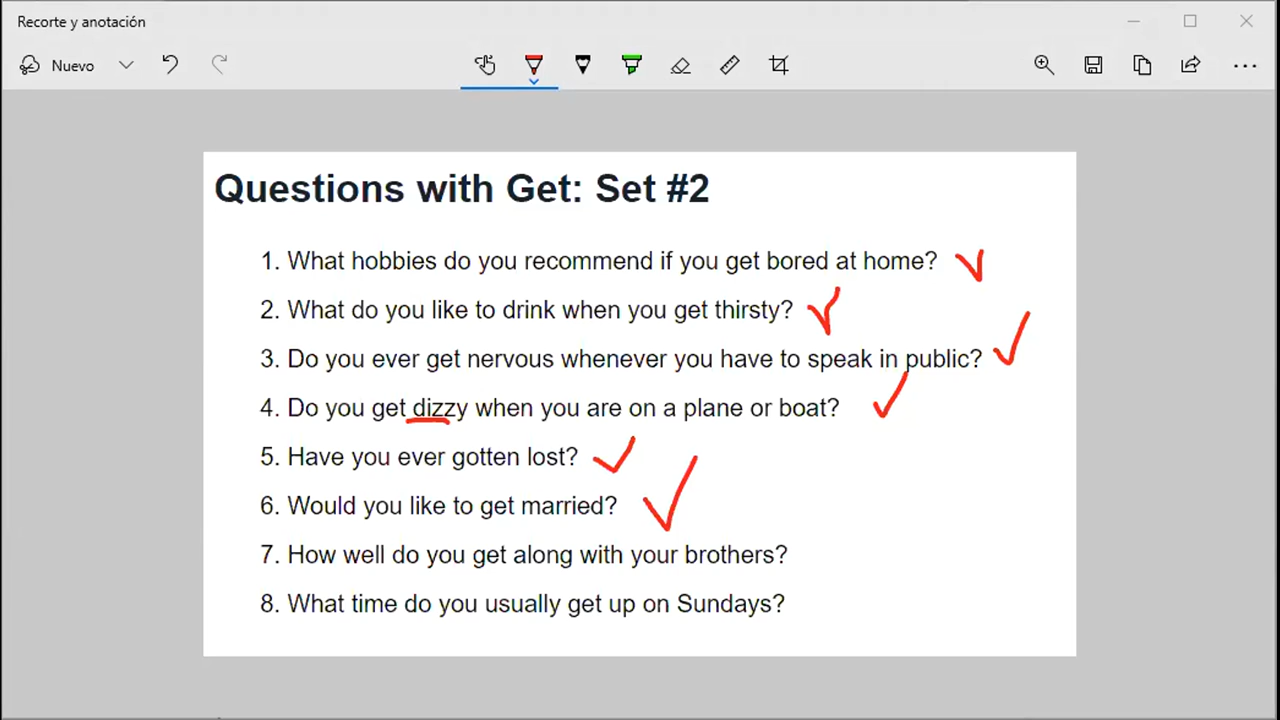 Recorte y anotación
Nuevo
Questions with Get: Set #2
1. What hobbies do you recommend if you get bored at home?
2. What do you like to drink when you get thirsty?
3. Do you ever get nervous whenever you have to speak in public?
4. Do you get dizzy when you are on a plane or boat?
5. Have you ever gotten lost?
6. Would you like to get married?
7. How well do you get along with your brothers?
8. What time do you usually get up on Sundays?